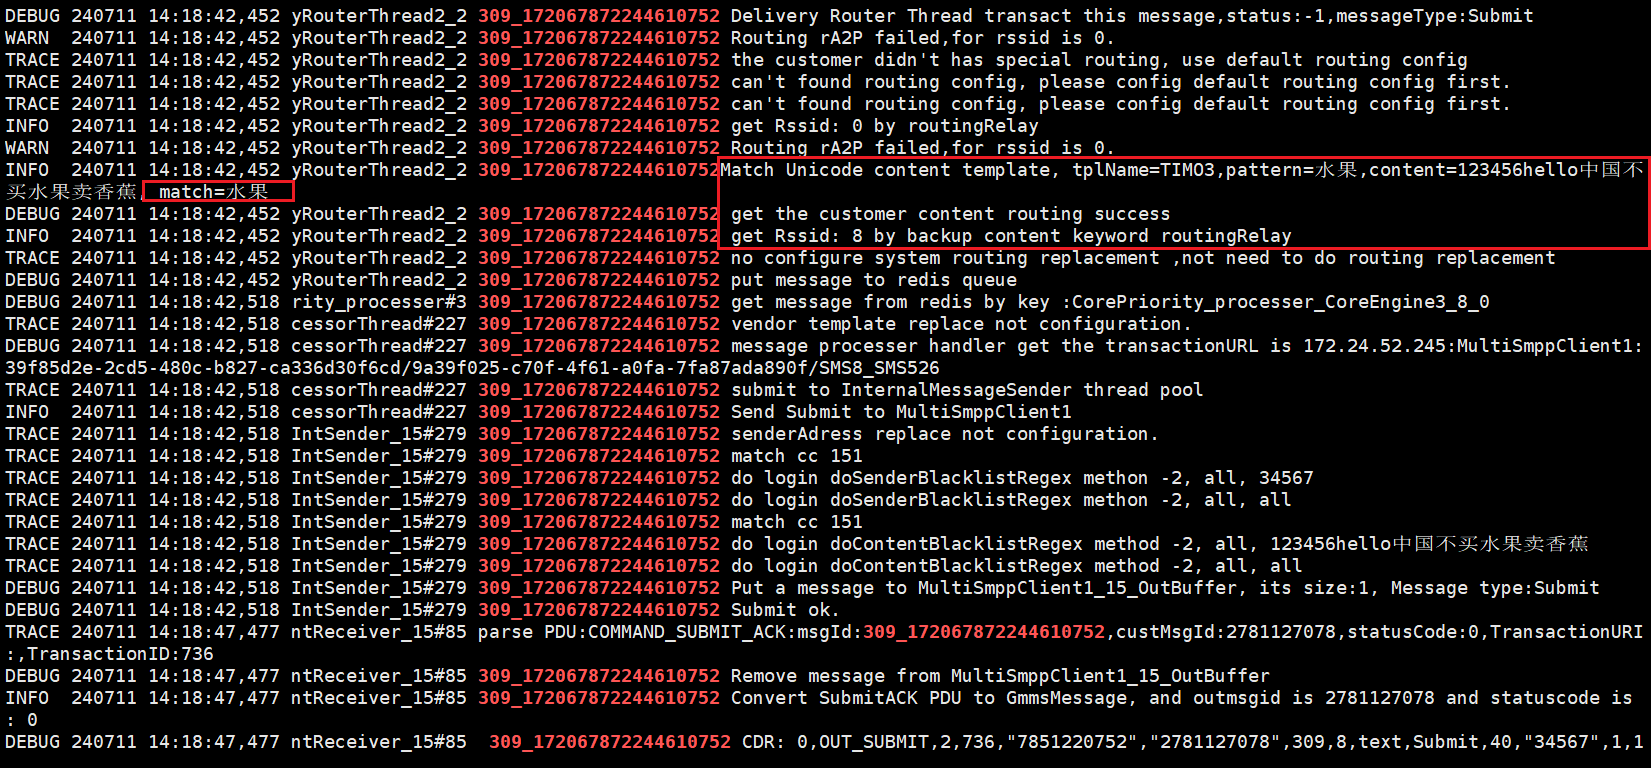 DEBUG 240711 14:18:42,452 yRouterThread2_2 309_172067872244610752 Delivery Router Thread transact this message,status:-1,messageType:Submit
WARN  240711 14:18:42,452 yRouterThread2_2 309_172067872244610752 Routing rA2P failed,for rssid is 0.
TRACE 240711 14:18:42,452 yRouterThread2_2 309_172067872244610752 the customer didn't has special routing, use default routing config
TRACE 240711 14:18:42,452 yRouterThread2_2 309_172067872244610752 can't found routing config, please config default routing config first.
TRACE 240711 14:18:42,452 yRouterThread2_2 309_172067872244610752 can't found routing config, please config default routing config first.
INFO  240711 14:18:42,452 yRouterThread2_2 309_172067872244610752 get Rssid: 0 by routingRelay
WARN  240711 14:18:42,452 yRouterThread2_2 309_172067872244610752 Routing rA2P failed,for rssid is 0.
INFO  240711 14:18:42,452 yRouterThread2_2 309_172067872244610752 Match Unicode content template, tplName=TIMO3,pattern=水果,content=123456hello中国不
买水果卖香蕉, match=水果
DEBUG 240711 14:18:42,452 yRouterThread2_2 309_172067872244610752 get the customer content routing success
INFO  240711 14:18:42,452 yRouterThread2_2 309_172067872244610752 get Rssid: 8 by backup content keyword routingRelay
TRACE 240711 14:18:42,452 yRouterThread2_2 309_172067872244610752 no configure system routing replacement ,not need to do routing replacement
DEBUG 240711 14:18:42,452 yRouterThread2_2 309_172067872244610752 put message to redis queue
DEBUG 240711 14:18:42,518 rity_processer#3 309_172067872244610752 get message from redis by key :CorePriority_processer_CoreEngine3_8_0
TRACE 240711 14:18:42,518 cessorThread#227 309_172067872244610752 vendor template replace not configuration.
DEBUG 240711 14:18:42,518 cessorThread#227 309_172067872244610752 message processer handler get the transactionURL is 172.24.52.245:MultiSmppClient1:
39f85d2e-2cd5-480c-b827-ca336d30f6cd/9a39f025-c70f-4f61-a0fa-7fa87ada890f/SMS8_SMS526
TRACE 240711 14:18:42,518 cessorThread#227 309_172067872244610752 submit to InternalMessageSender thread pool
INFO  240711 14:18:42,518 cessorThread#227 309_172067872244610752 Send Submit to MultiSmppClient1
TRACE 240711 14:18:42,518 IntSender_15#279 309_172067872244610752 senderAdress replace not configuration.
TRACE 240711 14:18:42,518 IntSender_15#279 309_172067872244610752 match cc 151
TRACE 240711 14:18:42,518 IntSender_15#279 309_172067872244610752 do login doSenderBlacklistRegex methon -2, all, 34567
TRACE 240711 14:18:42,518 IntSender_15#279 309_172067872244610752 do login doSenderBlacklistRegex methon -2, all, all
TRACE 240711 14:18:42,518 IntSender_15#279 309_172067872244610752 match cc 151
TRACE 240711 14:18:42,518 IntSender_15#279 309_172067872244610752 do login doContentBlacklistRegex method -2, all, 123456hello中国不买水果卖香蕉
TRACE 240711 14:18:42,518 IntSender_15#279 309_172067872244610752 do login doContentBlacklistRegex method -2, all, all
DEBUG 240711 14:18:42,518 IntSender_15#279 309_172067872244610752 Put a message to MultiSmppClient1_15_OutBuffer, its size:1, Message type:Submit
DEBUG 240711 14:18:42,518 IntSender_15#279 309_172067872244610752 Submit ok.
TRACE 240711 14:18:47,477 ntReceiver_15#85 parse PDU:COMMAND_SUBMIT_ACK:msgId:309_172067872244610752,custMsgId:2781127078,statusCode:0,TransactionURI
:,TransactionID:736
DEBUG 240711 14:18:47,477 ntReceiver_15#85 309_172067872244610752 Remove message from MultiSmppClient1_15_OutBuffer
INFO  240711 14:18:47,477 ntReceiver_15#85 309_172067872244610752 Convert SubmitACK PDU to GmmsMessage, and outmsgid is 2781127078 and statuscode is
: 0
DEBUG 240711 14:18:47,477 ntReceiver_15#85  309_172067872244610752 CDR: 0,OUT_SUBMIT,2,736,"7851220752","2781127078",309,8,text,Submit,40,"34567",1,1